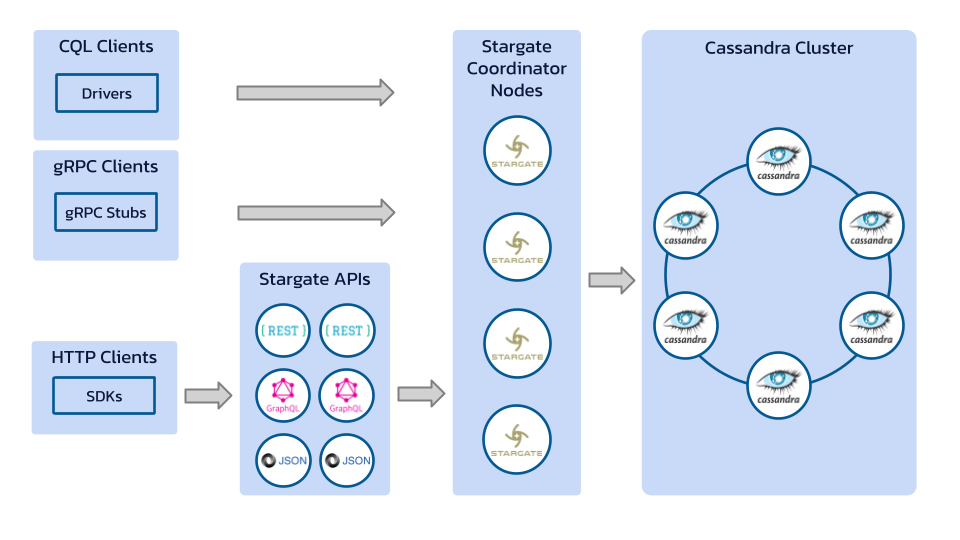 CQL Clients
Drivers
gRPC Clients
gRPC Stubs
HTTP Clients
SDKs
Stargate APIs
{ REST }
{ REST }
GraphQL
GraphQL
JSON
JSON
Stargate
Coordinator
Nodes
STARGATE
STARGATE
STARGATE
STARGATE
Cassandra Cluster
cassandra
cassandra
cassandra
cassandra
cassandra
cassandra